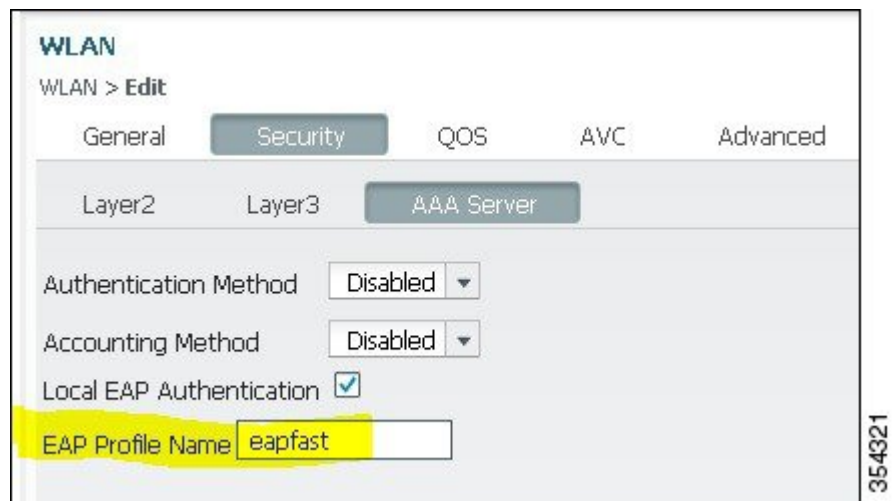 WLAN
WLAN > Edit
General Security QOS AVC Advanced
Layer2 Layer3 AAA Server
Authentication Method Disabled
Accounting Method Disabled
Local EAP Authentication
EAP Profile Name eapfast
354321